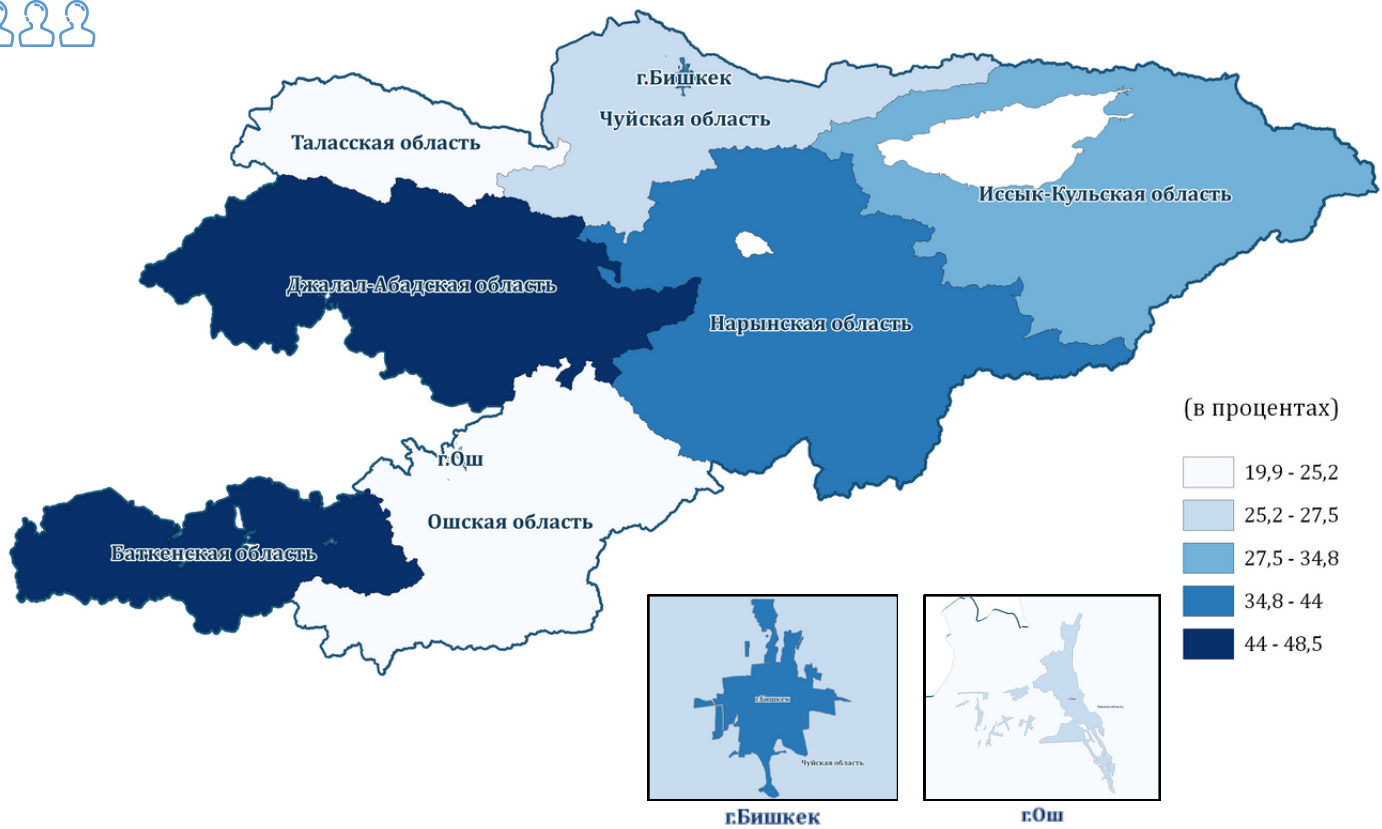 г.Бишкек
Чуйская область
Таласская область
Иссык-Кульская область
Джалал-Абадская область
Нарынская область
г.Ош
Ошская область
Баткенская область
(в процентах)
19,9 - 25,2
25,2 - 27,5
27,5 - 34,8
34,8 - 44
44 - 48,5
г.Бишкек
Чуйская область
г.Бишкек
г.Ош